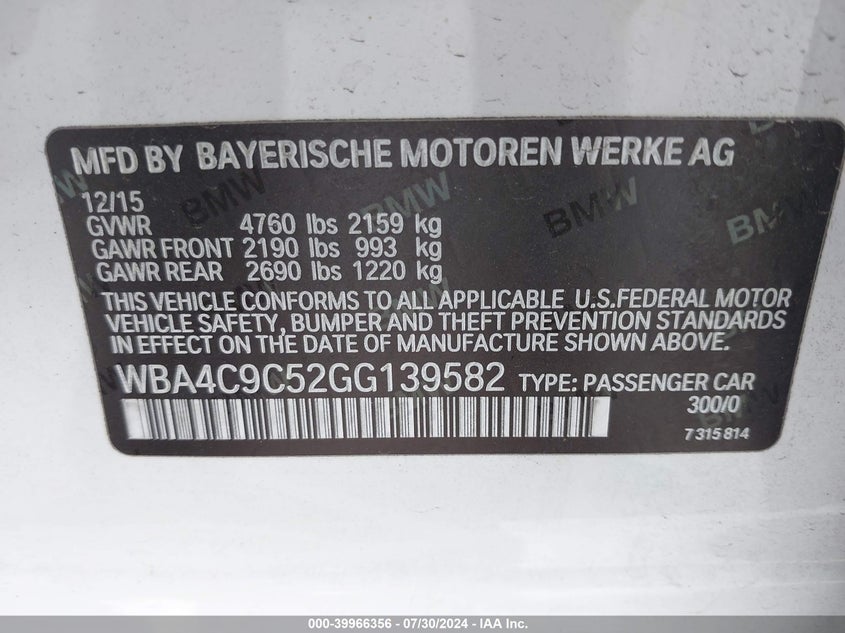 MFD BY BAYERISCHE MOTOREN WERKE AG
12/15
GVWR 4760 lbs 2159 kg
GAWR FRONT 2190 lbs 993 kg
GAWR REAR 2690 lbs 1220 kg
THIS VEHICLE CONFORMS TO ALL APPLICABLE U.S.FEDERAL MOTOR
VEHICLE SAFETY, BUMPER AND THEFT PREVENTION STANDARDS
IN EFFECT ON THE DATE OF MANUFACTURE SHOWN ABOVE.
WBA4C9C52GG139582 TYPE: PASSENGER CAR
300/0
7 315 814
BMW
BMW
BMW
000-39966356 - 07/30/2024 - IAA Inc.